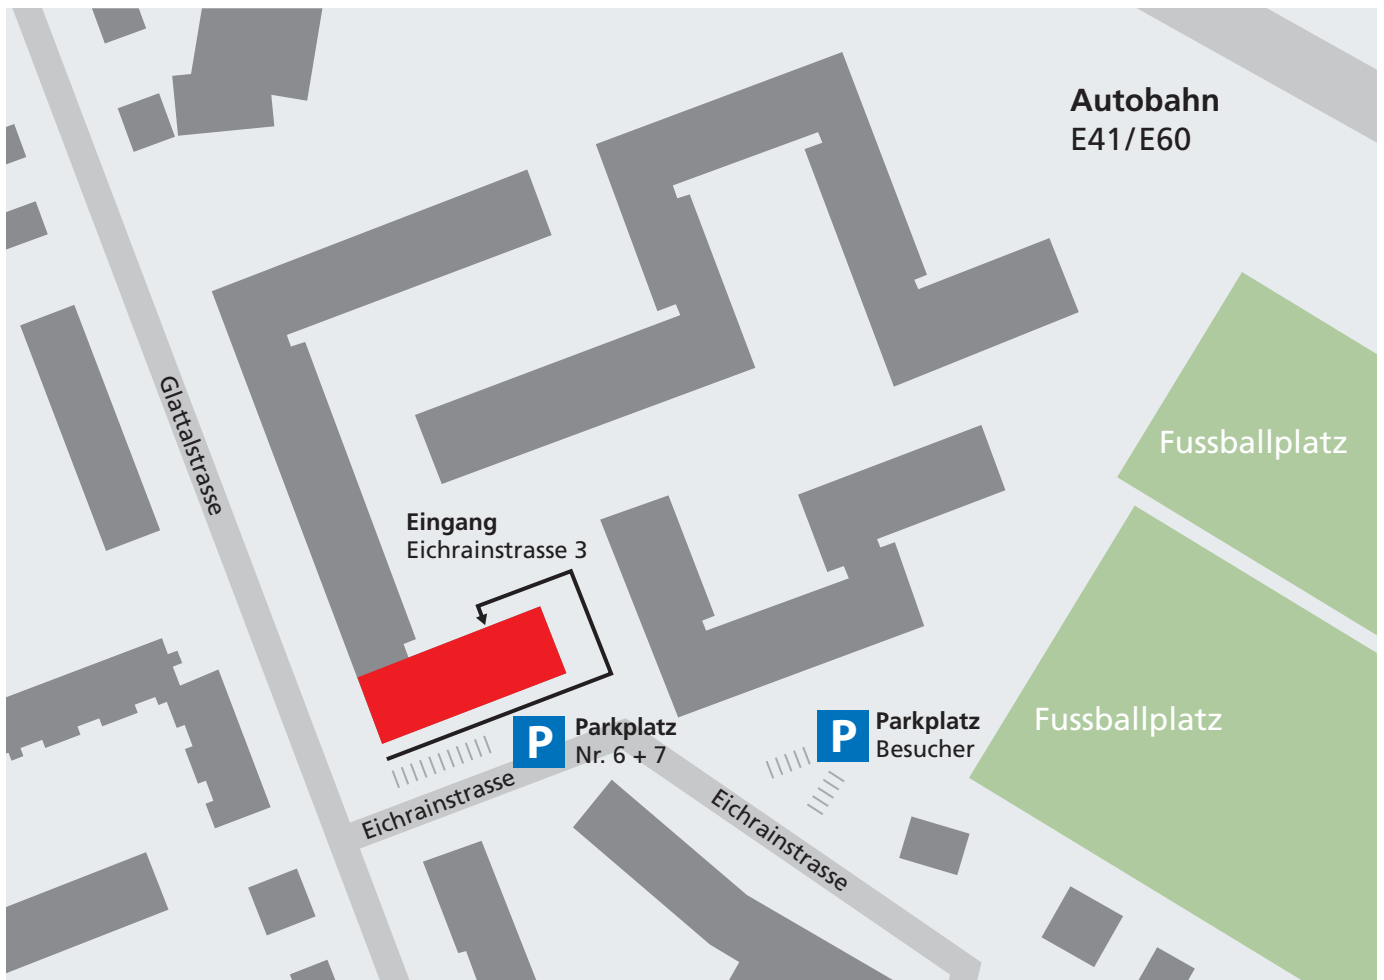 Autobahn
E41/E60
Glattalstrasse
Fussballplatz
Eingang
Eichrainstrasse 3
Fussballplatz
P
Parkplatz
Nr. 6 + 7
P
Parkplatz
Besucher
Eichrainstrasse
Eichrainstrasse